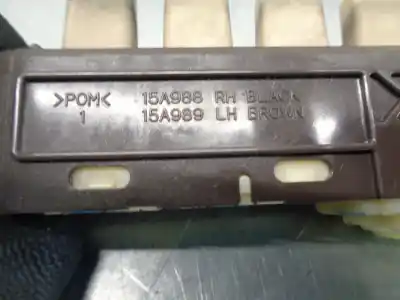 >POM< 15A988 RH BLACK
1 15A989 LH BROWN